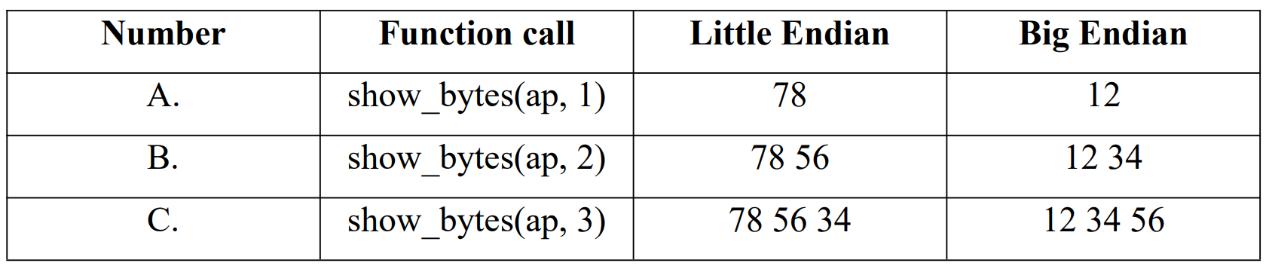 Number Function call Little Endian Big Endian
A. show_bytes(ap, 1) 78 12
B. show_bytes(ap, 2) 78 56 12 34
C. show_bytes(ap, 3) 78 56 34 12 34 56